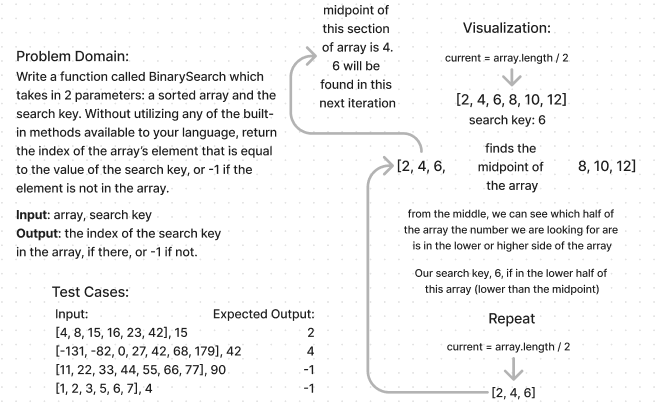 Problem Domain:
Write a function called BinarySearch which
takes in 2 parameters: a sorted array and the
search key. Without utilizing any of the built-
in methods available to your language, return
the index of the array's element that is equal
to the value of the search key, or -1 if the
element is not in the array.
Input: array, search key
Output: the index of the search key
in the array, if there, or -1 if not.
Test Cases:
Input: Expected Output:
[4, 8, 15, 16, 23, 42], 15 2
[-131, -82, 0, 27, 42, 68, 179], 42 4
[11, 22, 33, 44, 55, 66, 77], 90 -1
[1, 2, 3, 5, 6, 7], 4 -1
midpoint of
this section
of array is 4.
6 will be
found in this
next iteration
Visualization:
current = array.length / 2
[2, 4, 6, 8, 10, 12]
search key: 6
[2, 4, 6,
finds the
midpoint of
the array
8, 10, 12]
from the middle, we can see which half of
the array the number we are looking for are
is in the lower or higher side of the array
Our search key, 6, if in the lower half of
this array (lower than the midpoint)
Repeat
current = array.length / 2
[2, 4, 6]